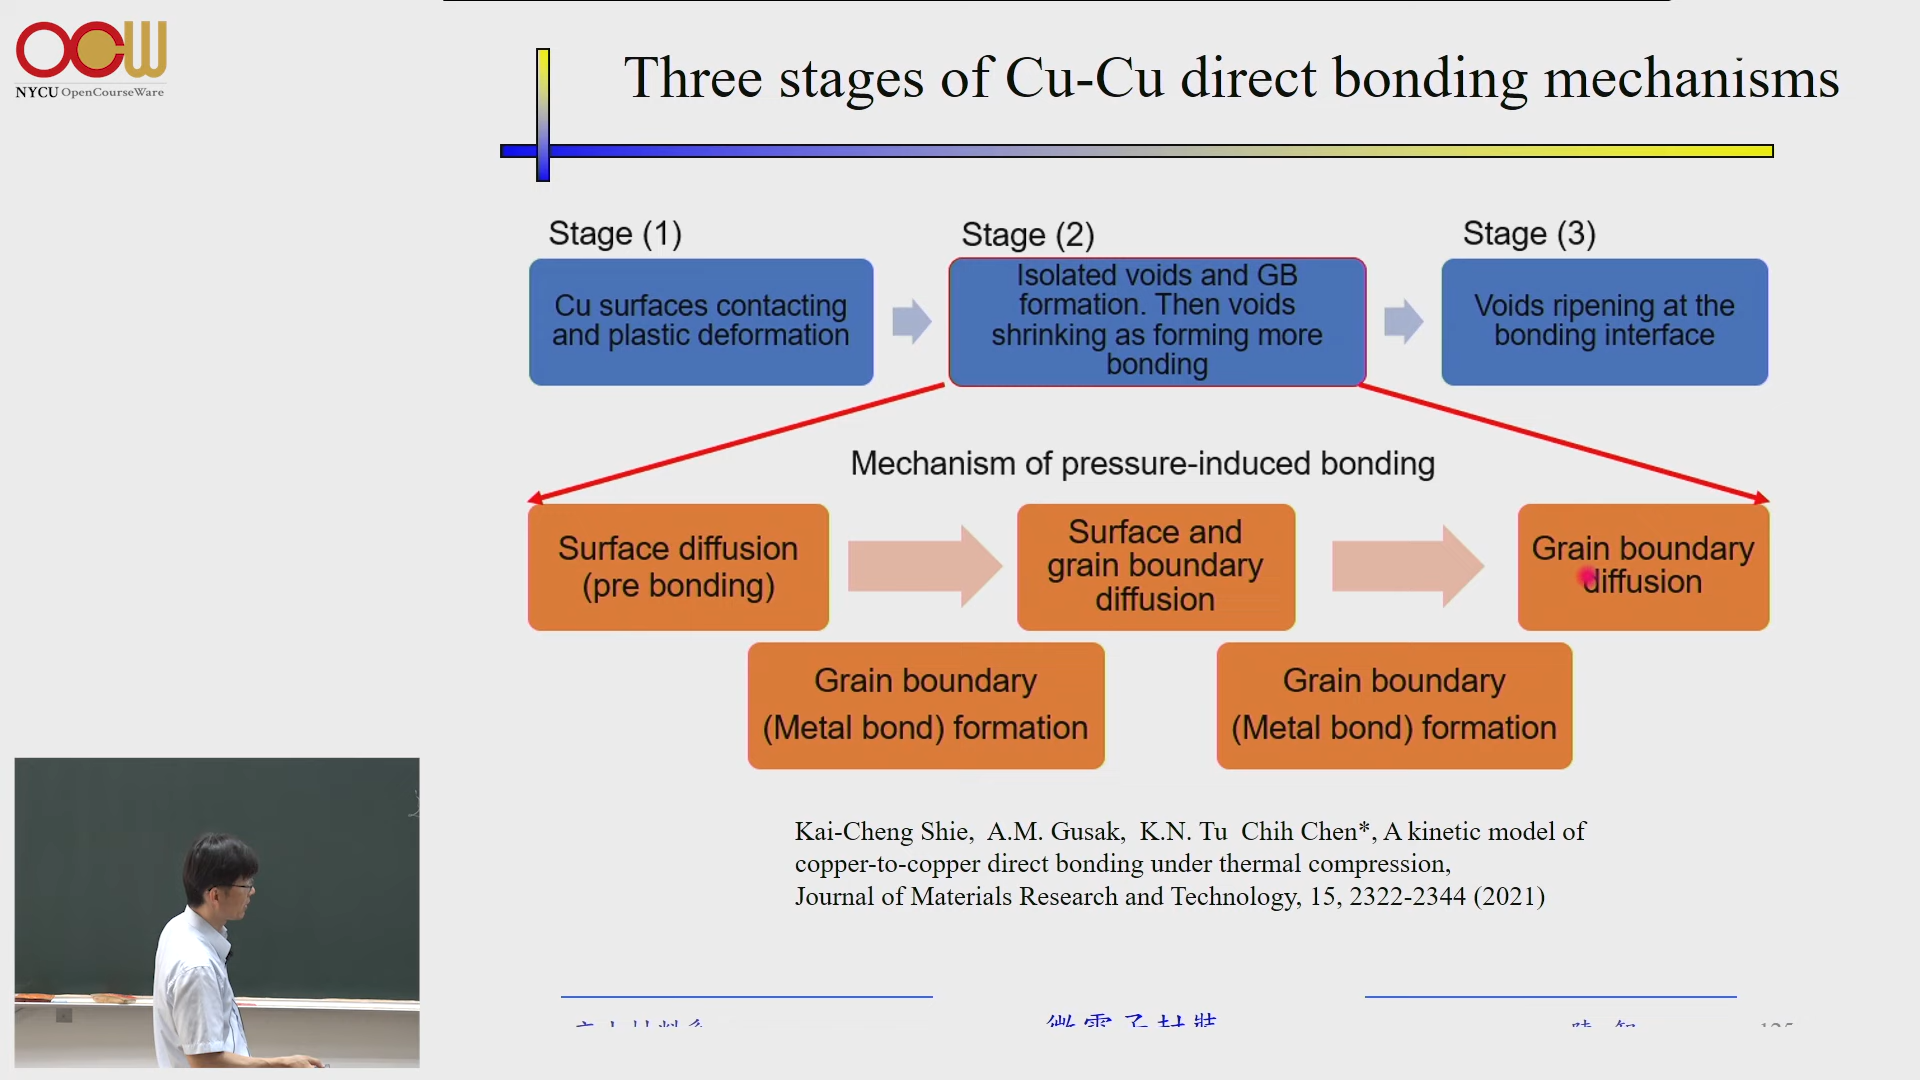 OCW
NYCU OpenCourseWare
Three stages of Cu-Cu direct bonding mechanisms
Stage (1)
Stage (2)
Stage (3)
Cu surfaces contacting
and plastic deformation
Isolated voids and GB
formation. Then voids
shrinking as forming more
bonding
Voids ripening at the
bonding interface
Mechanism of pressure-induced bonding
Surface diffusion
(pre bonding)
Surface and
grain boundary
diffusion
Grain boundary
diffusion
Grain boundary
(Metal bond) formation
Grain boundary
(Metal bond) formation
Kai-Cheng Shie, A.M. Gusak, K.N. Tu Chih Chen*, A kinetic model of
copper-to-copper direct bonding under thermal compression,
Journal of Materials Research and Technology, 15, 2322-2344 (2021)
微電子封裝